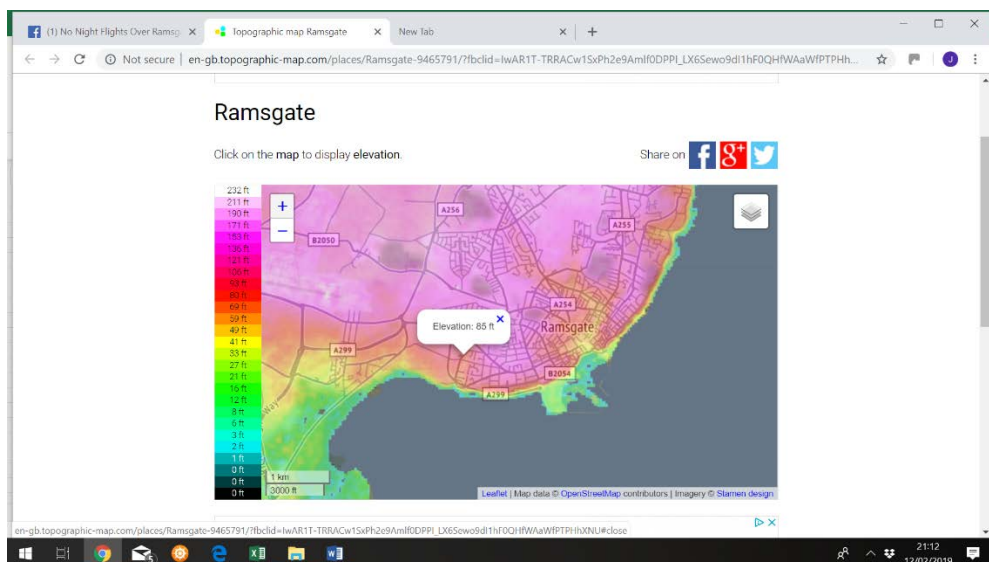 (1) No Night Flights Over Ramsg
Topographic map Ramsgate
New Tab
Not secure | en-gb.topographic-map.com/places/Ramsgate-9465791/?fbclid=IwAR1T-TRRACw1SxPh2e9AmIf0DPPI_LX6Sewo9dI1hF0QHfWAaWfPTPHh...
J
Ramsgate
Click on the map to display elevation.
Share on
232 ft
211 ft
190 ft
171 ft
153 ft
136 ft
121 ft
106 ft
93 ft
80 ft
69 ft
59 ft
49 ft
41 ft
33 ft
27 ft
21 ft
16 ft
12 ft
8 ft
6 ft
3 ft
2 ft
1 ft
0 ft
0 ft
0 ft
+
−
A256
B2050
A255
A254
Elevation: 85 ft
Ramsgate
A299
B2054
A299
Way
1 km
3000 ft
Leaflet | Map data © OpenStreetMap contributors | Imagery © Stamen design
en-gb.topographic-map.com/places/Ramsgate-9465791/?fbclid=IwAR1T-TRRACw1SxPh2e9AmIf0DPPI_LX6Sewo9dI1hF0QHfWAaWfPTPHhXNU#close
21:12
12/02/2019